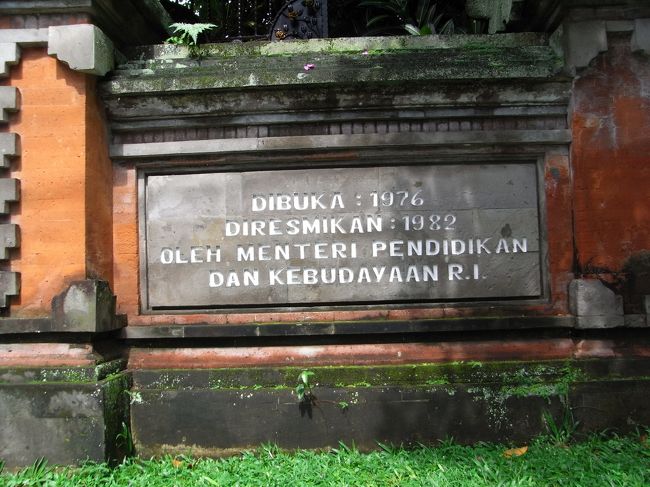 DIBUKA : 1976
DIRESMIKAN : 1982
OLEH MENTERI PENDIDIKAN
DAN KEBUDAYAAN R.I.